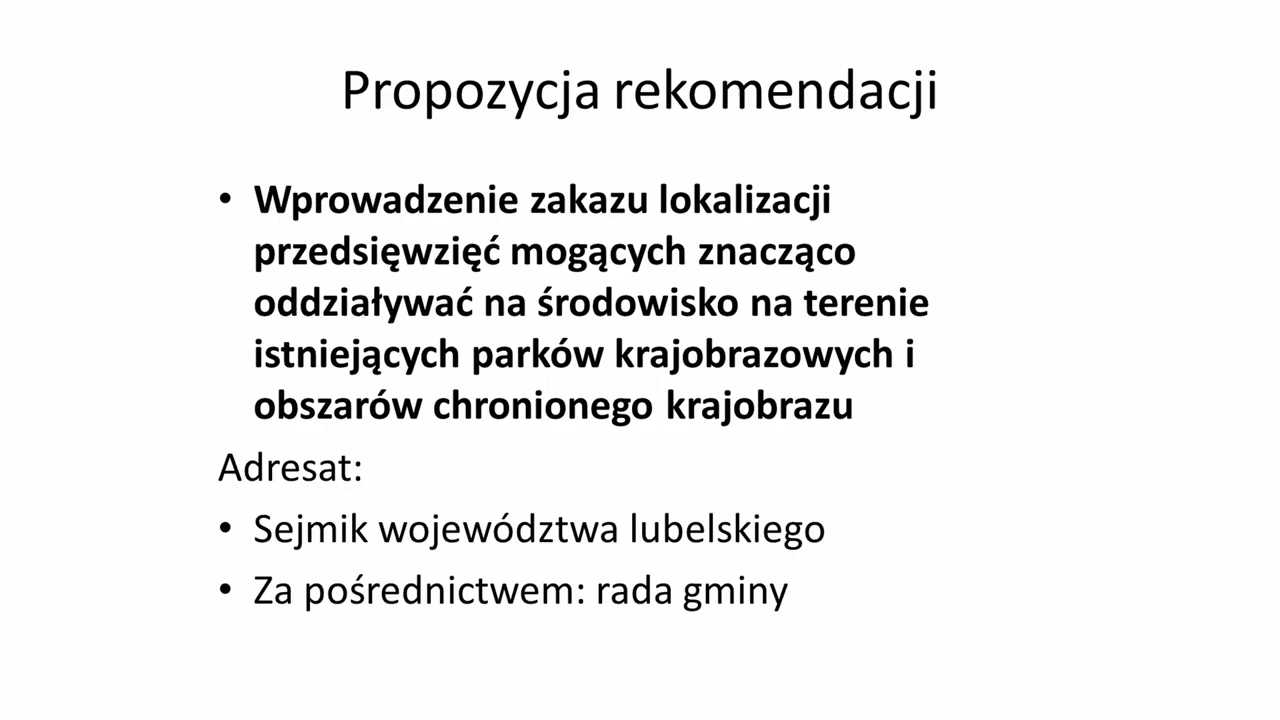 Propozycja rekomendacji
• Wprowadzenie zakazu lokalizacji
przedsięwzięć mogących znacząco
oddziaływać na środowisko na terenie
istniejących parków krajobrazowych i
obszarów chronionego krajobrazu
Adresat:
• Sejmik województwa lubelskiego
• Za pośrednictwem: rada gminy